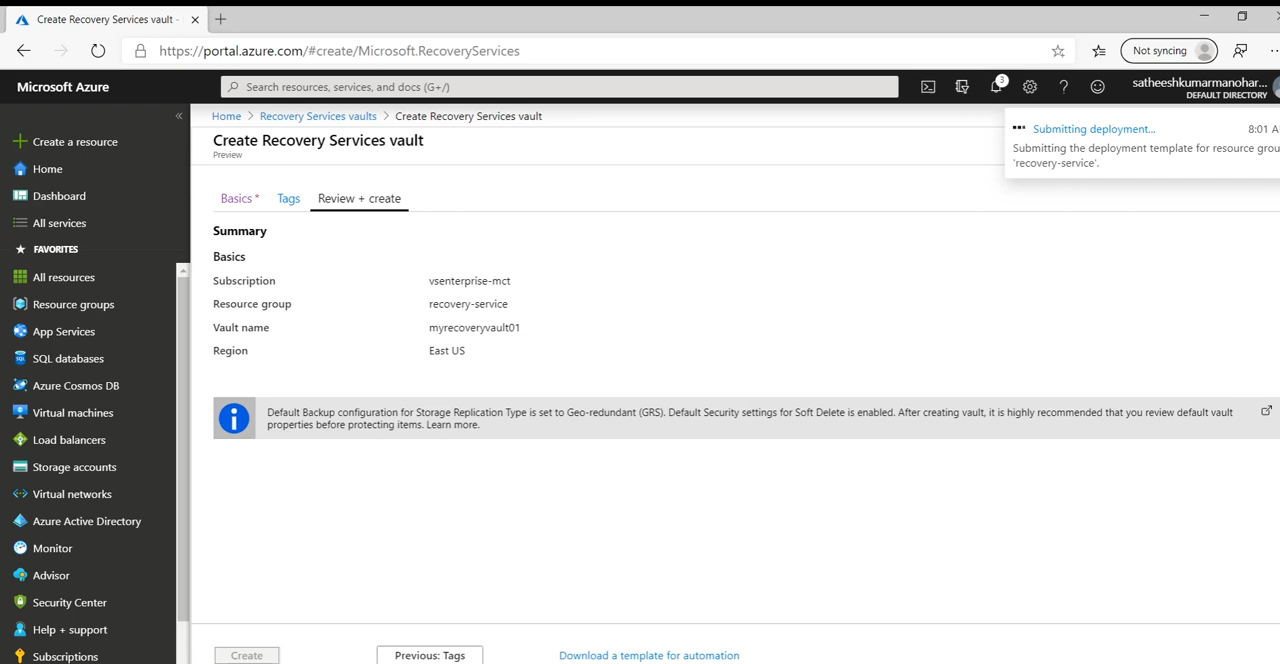 Create Recovery Services vault -
https://portal.azure.com/#create/Microsoft.RecoveryServices
Not syncing
Microsoft Azure
Search resources, services, and docs (G+/)
3
satheeshkumarmanohar...
DEFAULT DIRECTORY
Home > Recovery Services vaults > Create Recovery Services vault
Create Recovery Services vault
Preview
Submitting deployment...
8:01 A
Submitting the deployment template for resource grou
'recovery-service'.
Create a resource
Home
Dashboard
All services
FAVORITES
All resources
Resource groups
App Services
SQL databases
Azure Cosmos DB
Virtual machines
Load balancers
Storage accounts
Virtual networks
Azure Active Directory
Monitor
Advisor
Security Center
Help + support
Subscriptions
Basics * Tags Review + create
Summary
Basics
Subscription vsenterprise-mct
Resource group recovery-service
Vault name myrecoveryvault01
Region East US
Default Backup configuration for Storage Replication Type is set to Geo-redundant (GRS). Default Security settings for Soft Delete is enabled. After creating vault, it is highly recommended that you review default vault
properties before protecting items. Learn more.
Create Previous: Tags Download a template for automation